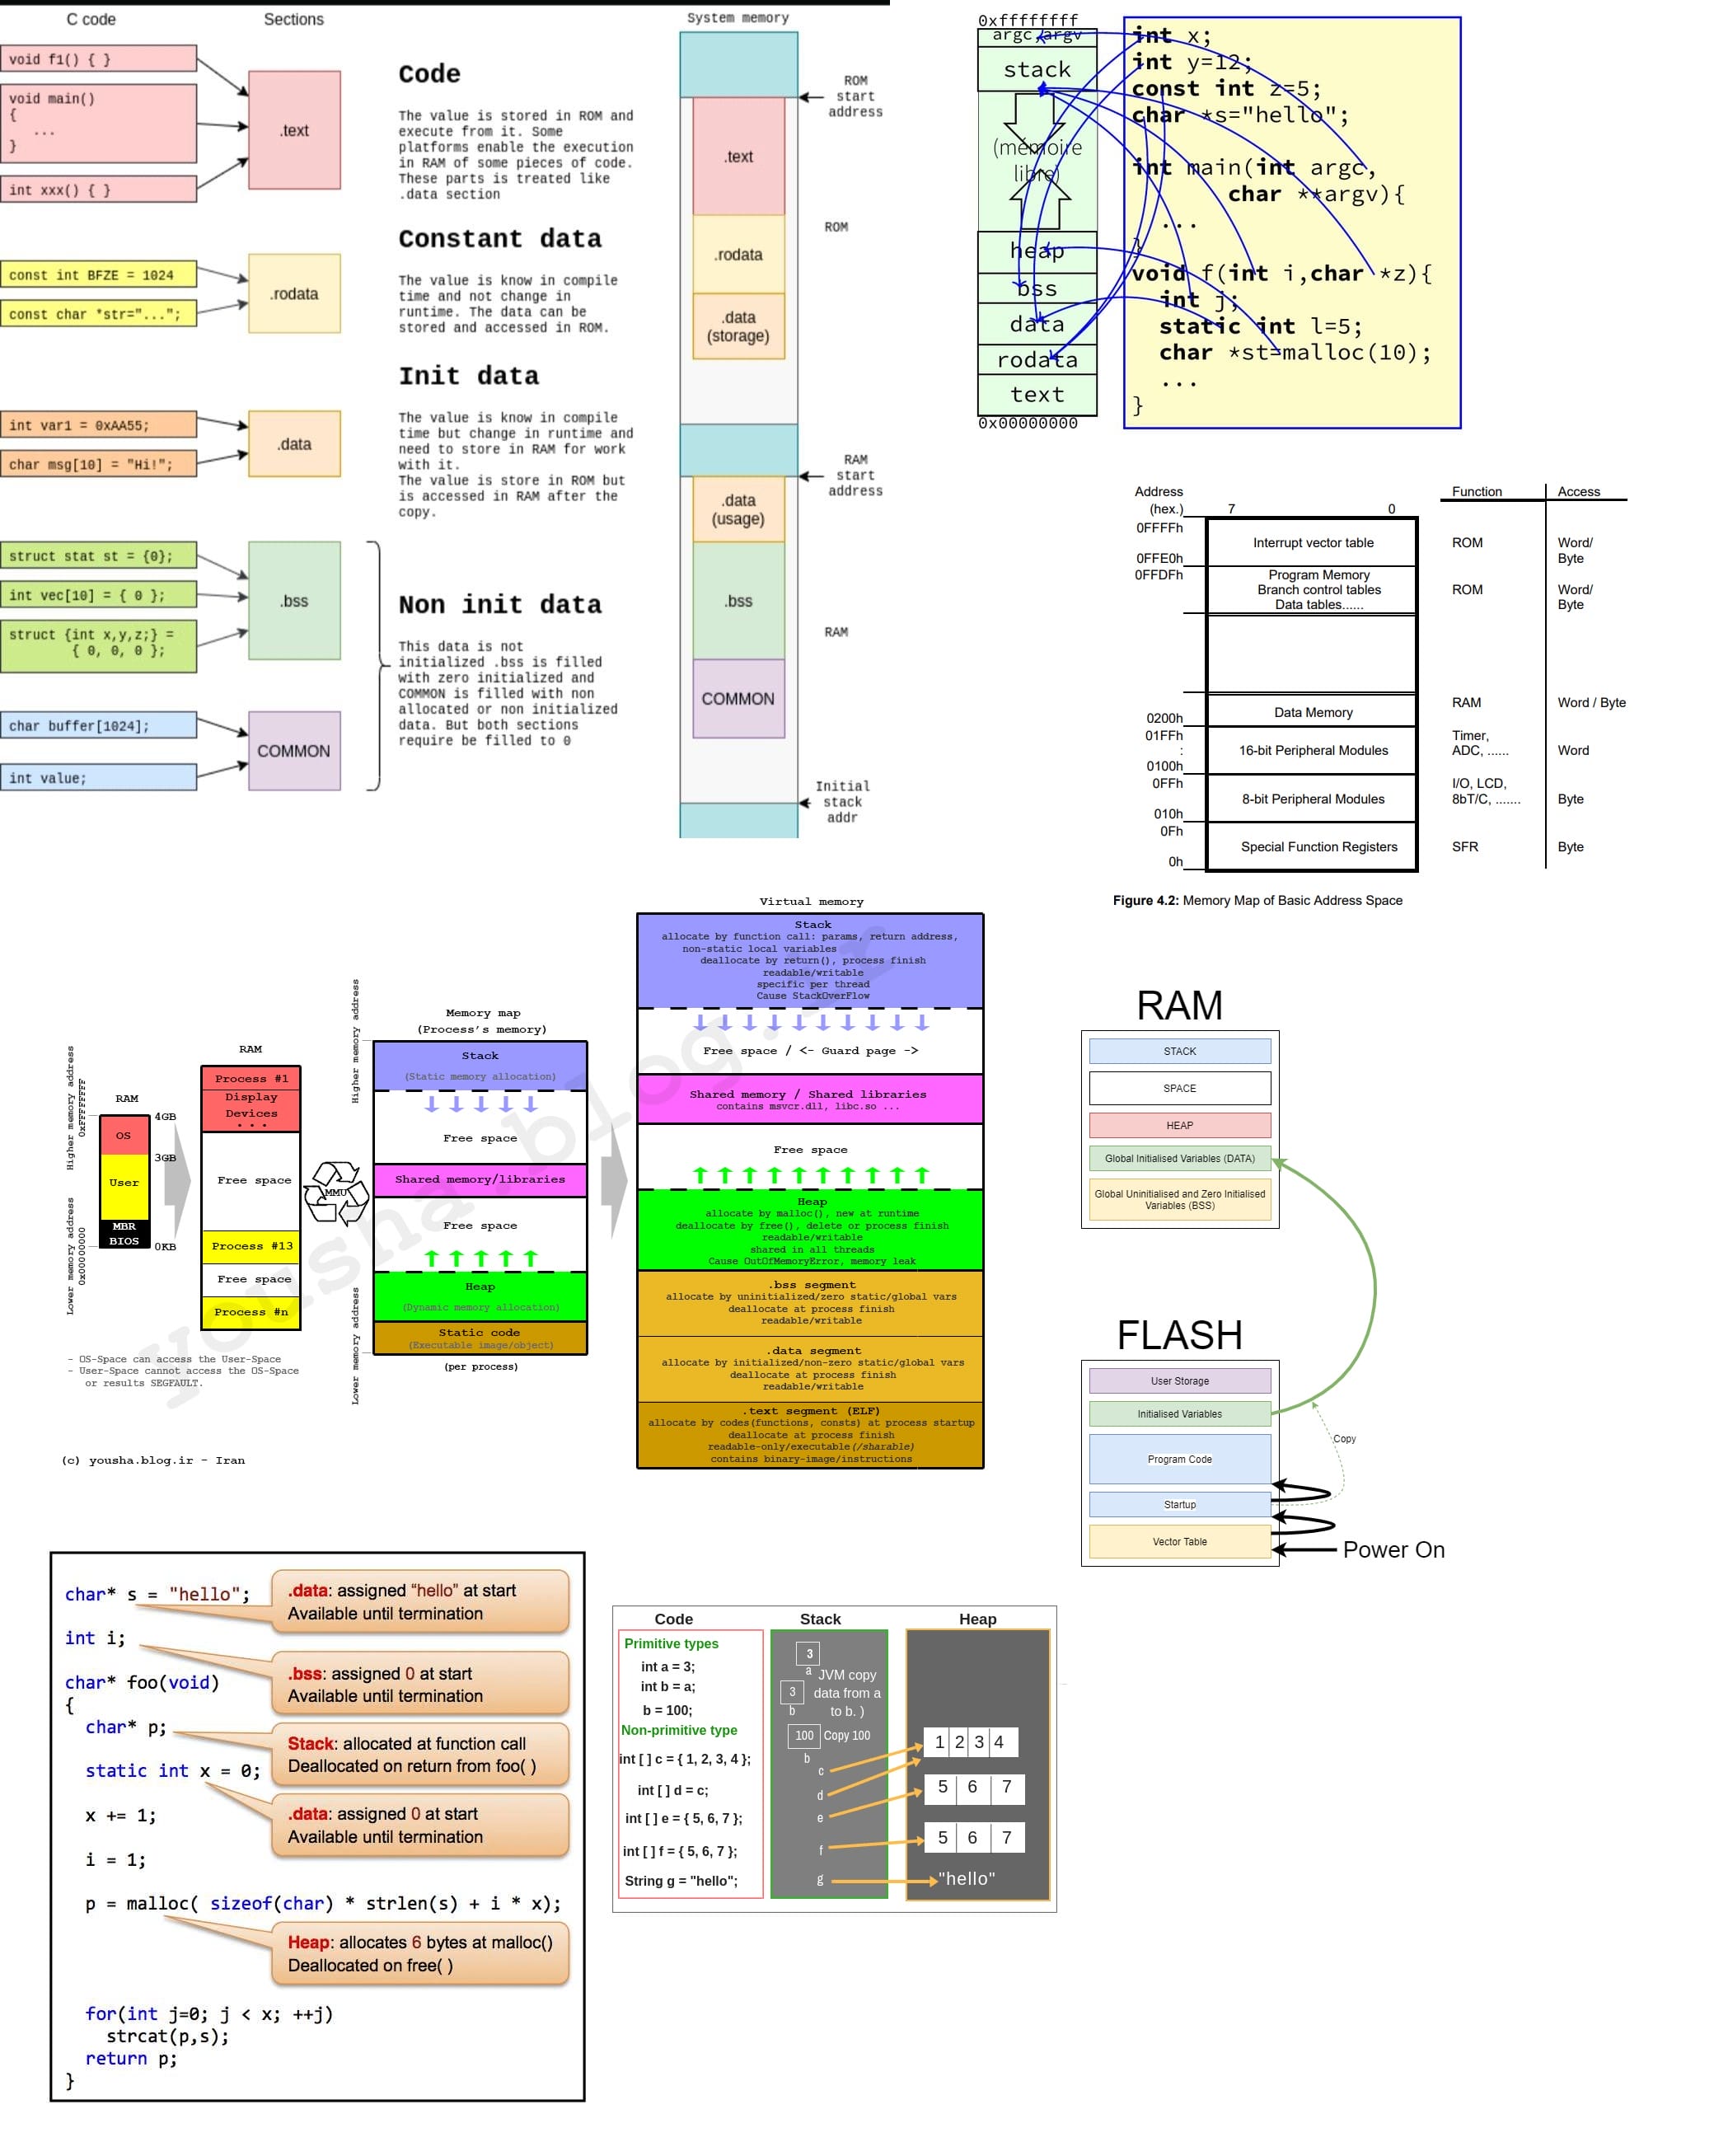 C code
Sections
void f1() { }
void main()
{
...
}
int xxx() { }
.text
const int BFZE = 1024
const char *str="...";
.rodata
int var1 = 0xAA55;
char msg[10] = "Hi!";
.data
struct stat st = {0};
int vec[10] = { 0 };
struct {int x,y,z;} =
{ 0, 0, 0 };
.bss
char buffer[1024];
int value;
COMMON
Code
The value is stored in ROM and
execute from it. Some
platforms enable the execution
in RAM of some pieces of code.
These parts is treated like
.data section
Constant data
The value is know in compile
time and not change in
runtime. The data can be
stored and accessed in ROM.
Init data
The value is know in compile
time but change in runtime and
need to store in RAM for work
with it.
The value is store in ROM but
is accessed in RAM after the
copy.
Non init data
This data is not
initialized .bss is filled
with zero initialized and
COMMON is filled with non
allocated or non initialized
data. But both sections
require be filled to 0
System memory
ROM
start
address
.text
ROM
.rodata
.data
(storage)
RAM
start
address
.data
(usage)
.bss
RAM
COMMON
Initial
stack
addr
0xffffffff
argc,argv
stack
(mémoire
libre)
heap
bss
data
rodata
text
0x00000000
int x;
int y=12;
const int z=5;
char *s="hello";
int main(int argc,
char **argv){
...
}
void f(int i,char *z){
int j;
static int l=5;
char *st=malloc(10);
...
}
Address
(hex.)
7
0
Function
Access
0FFFFh
Interrupt vector table
ROM
Word/
Byte
0FFE0h
0FFDFh
Program Memory
Branch control tables
Data tables......
ROM
Word/
Byte
Data Memory
RAM
Word / Byte
0200h
01FFh
:
0100h
16-bit Peripheral Modules
Timer,
ADC, ......
Word
0FFh
010h
8-bit Peripheral Modules
I/O, LCD,
8bT/C, .......
Byte
0Fh
0h
Special Function Registers
SFR
Byte
Figure 4.2: Memory Map of Basic Address Space
Higher memory address
0xFFFFFFFF
Lower memory address
0x00000000
RAM
4GB
OS
3GB
User
MBR
BIOS
0KB
RAM
Process #1
Display
Devices
...
Free space
Process #13
Free space
Process #n
MMU
- OS-Space can access the User-Space
- User-Space cannot access the OS-Space
or results SEGFAULT.
(c) yousha.blog.ir - Iran
Higher memory address
Lower memory address
Memory map
(Process's memory)
Stack
(Static memory allocation)
Free space
Shared memory/libraries
Free space
Heap
(Dynamic memory allocation)
Static code
(Executable image/object)
(per process)
Virtual memory
Stack
allocate by function call: params, return address,
non-static local variables
deallocate by return(), process finish
readable/writable
specific per thread
Cause StackOverFlow
Free space / <- Guard page ->
Shared memory / Shared libraries
contains msvcr.dll, libc.so ...
Free space
Heap
allocate by malloc(), new at runtime
deallocate by free(), delete or process finish
readable/writable
shared in all threads
Cause OutOfMemoryError, memory leak
.bss segment
allocate by uninitialized/zero static/global vars
deallocate at process finish
readable/writable
.data segment
allocate by initialized/non-zero static/global vars
deallocate at process finish
readable/writable
.text segment (ELF)
allocate by codes(functions, consts) at process startup
deallocate at process finish
readable-only/executable(/sharable)
contains binary-image/instructions
yousha.blog.ir
RAM
STACK
SPACE
HEAP
Global Initialised Variables (DATA)
Global Uninitialised and Zero Initialised
Variables (BSS)
FLASH
User Storage
Initialised Variables
Program Code
Startup
Vector Table
Copy
Power On
char* s = "hello";
.data: assigned “hello” at start
Available until termination
int i;
.bss: assigned 0 at start
Available until termination
char* foo(void)
{
char* p;
Stack: allocated at function call
Deallocated on return from foo( )
static int x = 0;
.data: assigned 0 at start
Available until termination
x += 1;
i = 1;
p = malloc( sizeof(char) * strlen(s) + i * x);
Heap: allocates 6 bytes at malloc()
Deallocated on free( )
for(int j=0; j < x; ++j)
strcat(p,s);
return p;
}
Code
Stack
Heap
Primitive types
int a = 3;
int b = a;
b = 100;
Non-primitive type
int [ ] c = { 1, 2, 3, 4 };
int [ ] d = c;
int [ ] e = { 5, 6, 7 };
int [ ] f = { 5, 6, 7 };
String g = "hello";
3
a
JVM copy
data from a
to b. )
3
b
100
Copy 100
b
c
d
e
f
g
1 2 3 4
5 6 7
5 6 7
"hello"